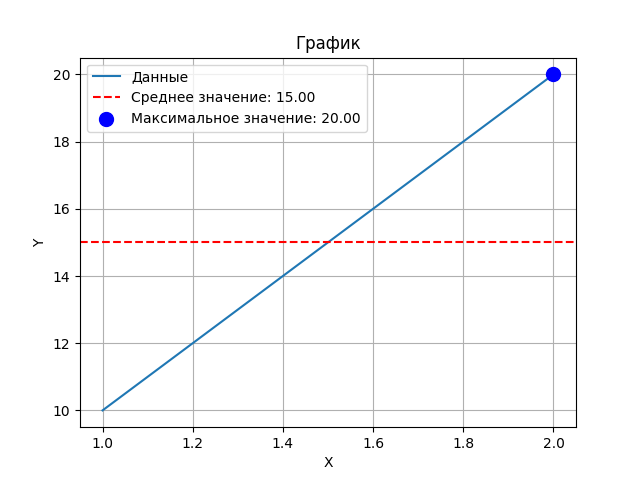 График
Данные
Среднее значение: 15.00
Максимальное значение: 20.00
20
18
16
14
12
10
Y
1.0 1.2 1.4 1.6 1.8 2.0
X